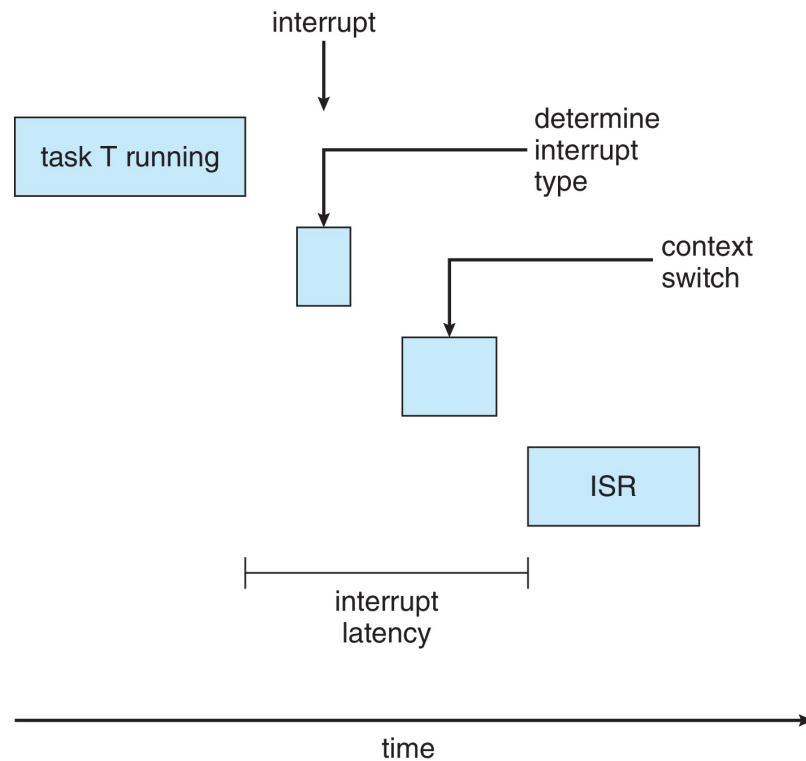 interrupt
task T running
determine
interrupt
type
context
switch
ISR
interrupt
latency
time